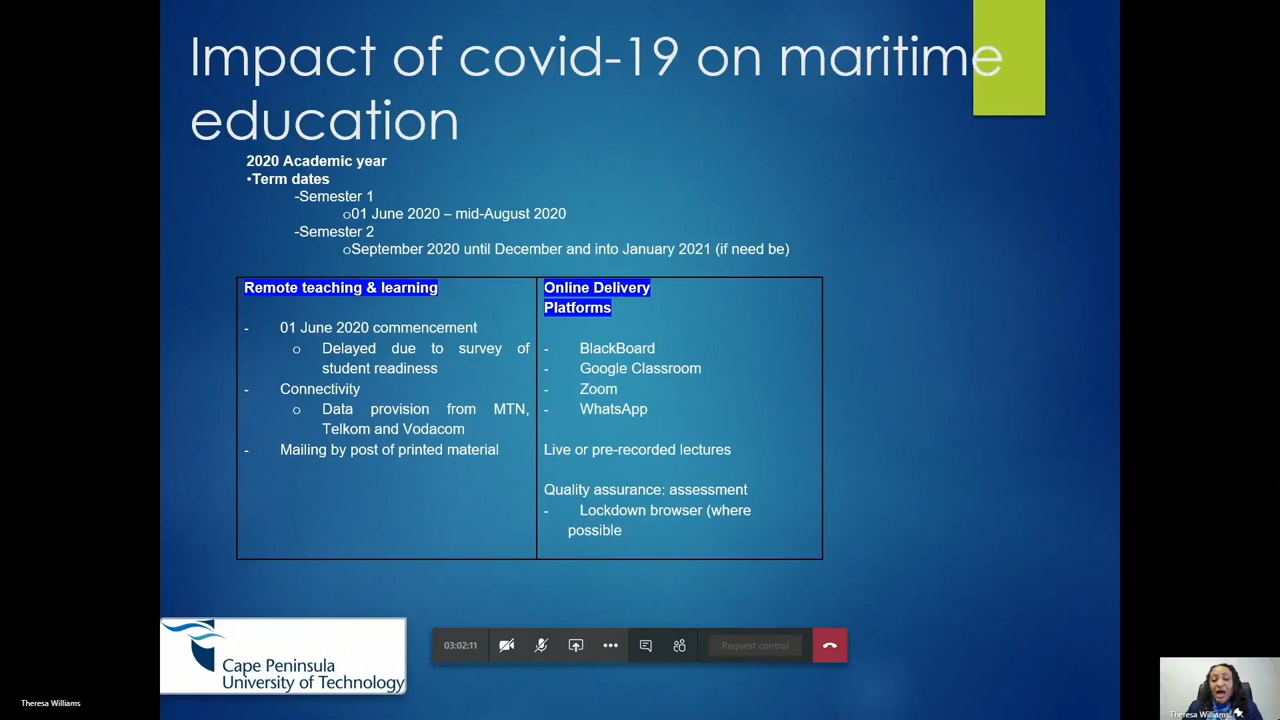 Impact of covid-19 on maritime
education
2020 Academic year
•Term dates
-Semester 1
o01 June 2020 – mid-August 2020
-Semester 2
oSeptember 2020 until December and into January 2021 (if need be)
Remote teaching & learning
- 01 June 2020 commencement
o Delayed due to survey of
student readiness
- Connectivity
o Data provision from MTN,
Telkom and Vodacom
- Mailing by post of printed material
Online Delivery
Platforms
- BlackBoard
- Google Classroom
- Zoom
- WhatsApp
Live or pre-recorded lectures
Quality assurance: assessment
- Lockdown browser (where
possible
Cape Peninsula
University of Technology
03:02:11
Request control
Theresa Williams
Theresa Williams